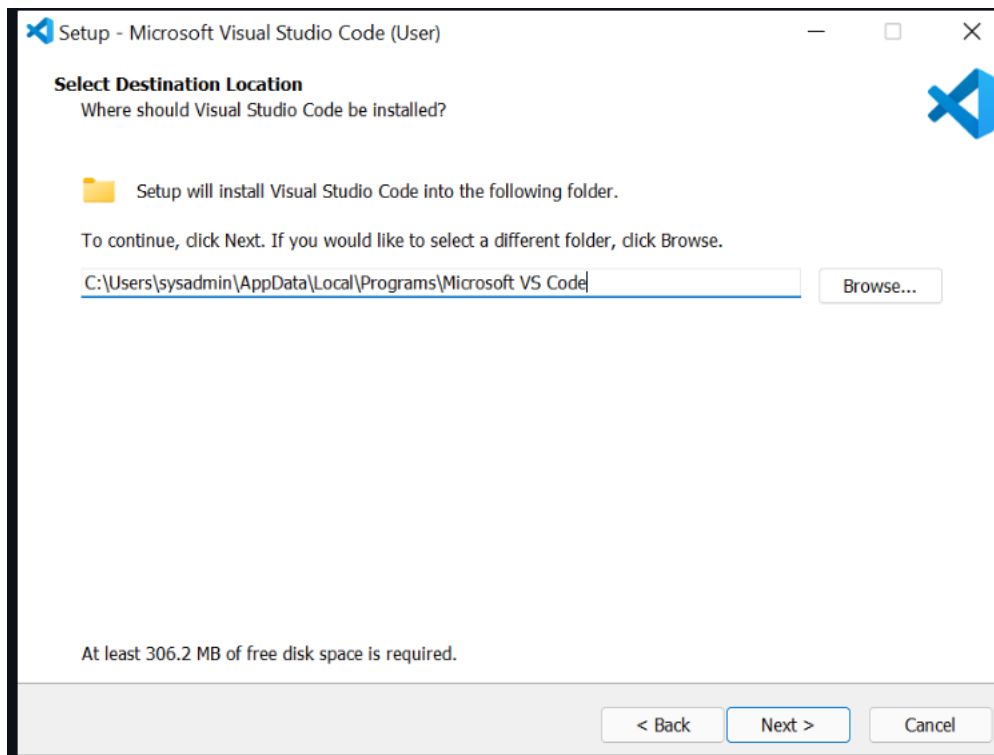 Setup - Microsoft Visual Studio Code (User)
Select Destination Location
Where should Visual Studio Code be installed?
Setup will install Visual Studio Code into the following folder.
To continue, click Next. If you would like to select a different folder, click Browse.
C:\Users\sysadmin\AppData\Local\Programs\Microsoft VS Code
Browse...
At least 306.2 MB of free disk space is required.
< Back
Next >
Cancel